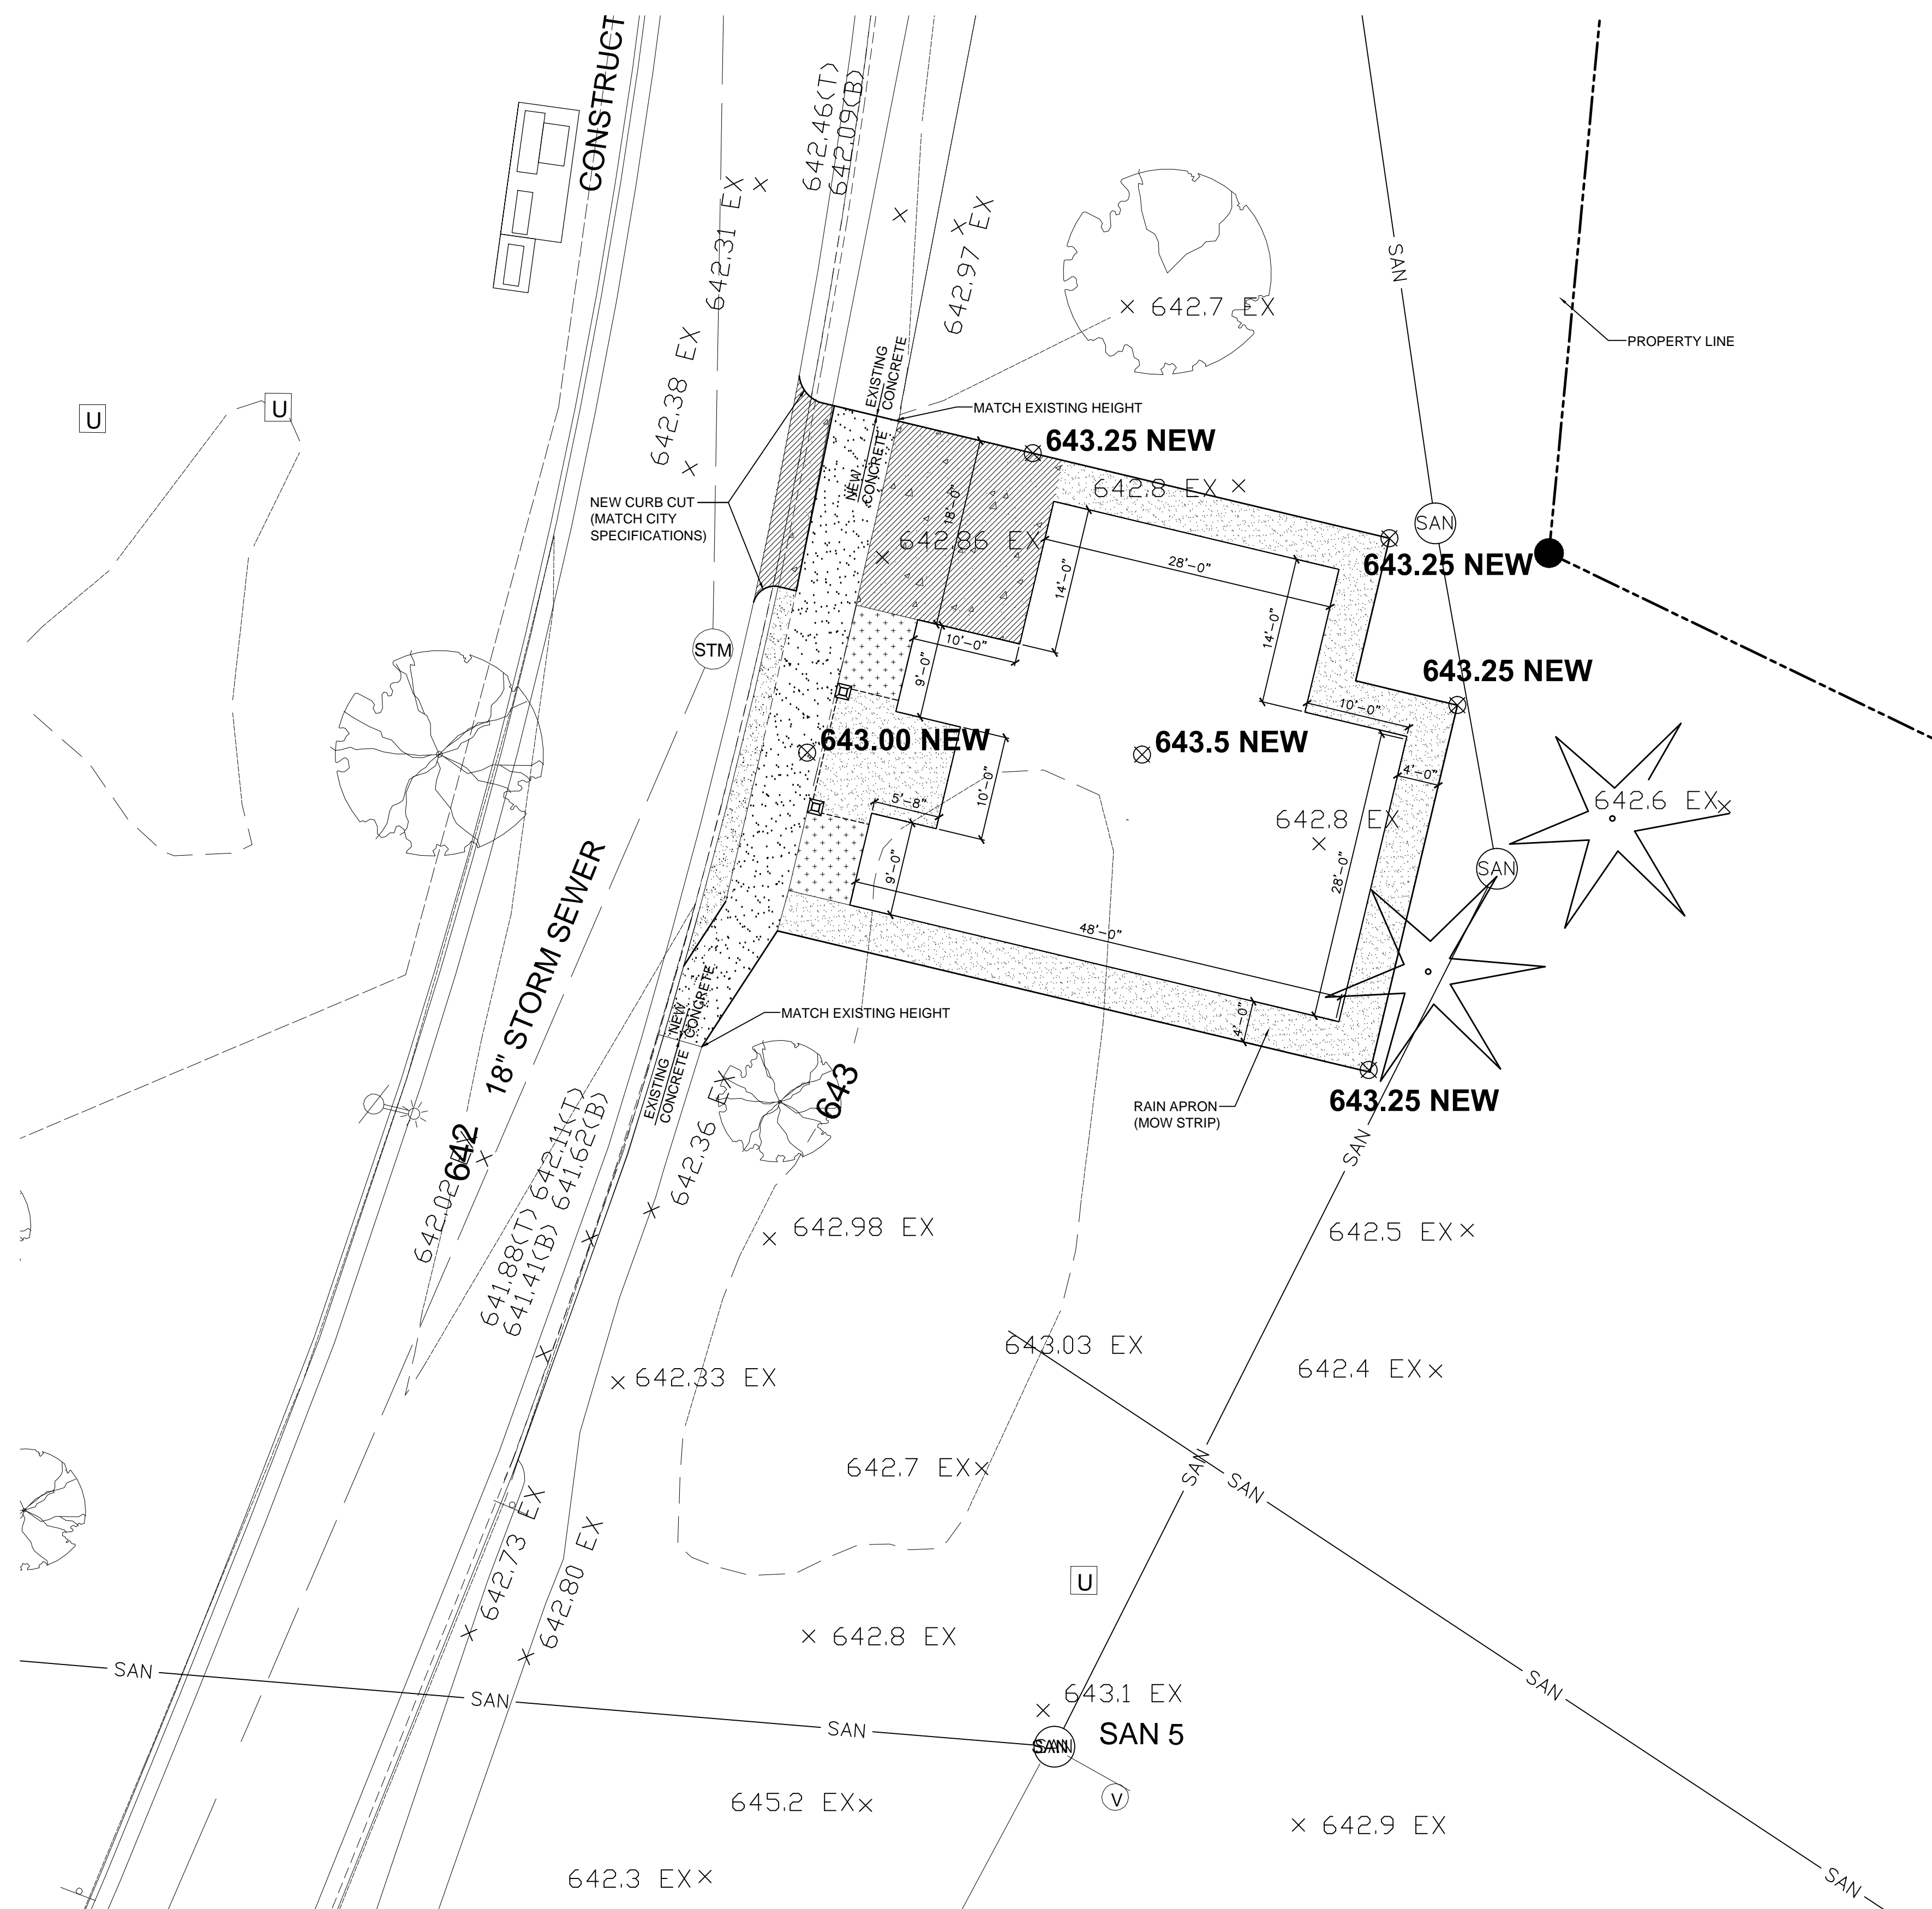 CONSTRUCT
642.46(T)
642.09(B)
642.31 EX
642.97 EX
642.38 EX
642.7 EX
SAN
PROPERTY LINE
EXISTING
CONCRETE
MATCH EXISTING HEIGHT
643.25 NEW
U
U
NEW
CONCRETE
642.8 EX
NEW CURB CUT
(MATCH CITY
SPECIFICATIONS)
18'-0"
642.86 EX
SAN
643.25 NEW
28'-0"
14'-0"
14'-0"
STM
10'-0"
9'-0"
643.25 NEW
10'-0"
643.00 NEW
643.5 NEW
4'-0"
10'-0"
5'-8"
642.8 EX
642.6 EX
9'-0"
28'-0"
SAN
48'-0"
18" STORM SEWER
NEW
CONCRETE
MATCH EXISTING HEIGHT
4'-0"
EXISTING
CONCRETE
643
RAIN APRON
(MOW STRIP)
643.25 NEW
642.36 EX
SAN
642
642.02 EX
642.11(T)
641.62(B)
641.88(T)
641.41(B)
642.98 EX
642.5 EX
643.03 EX
642.4 EX
642.33 EX
642.7 EX
SAN
SAN
642.73 EX
642.80 EX
U
642.8 EX
SAN
SAN
SAN
SAN
643.1 EX
SAN 5
SAN
V
645.2 EX
642.9 EX
642.3 EX
SAN